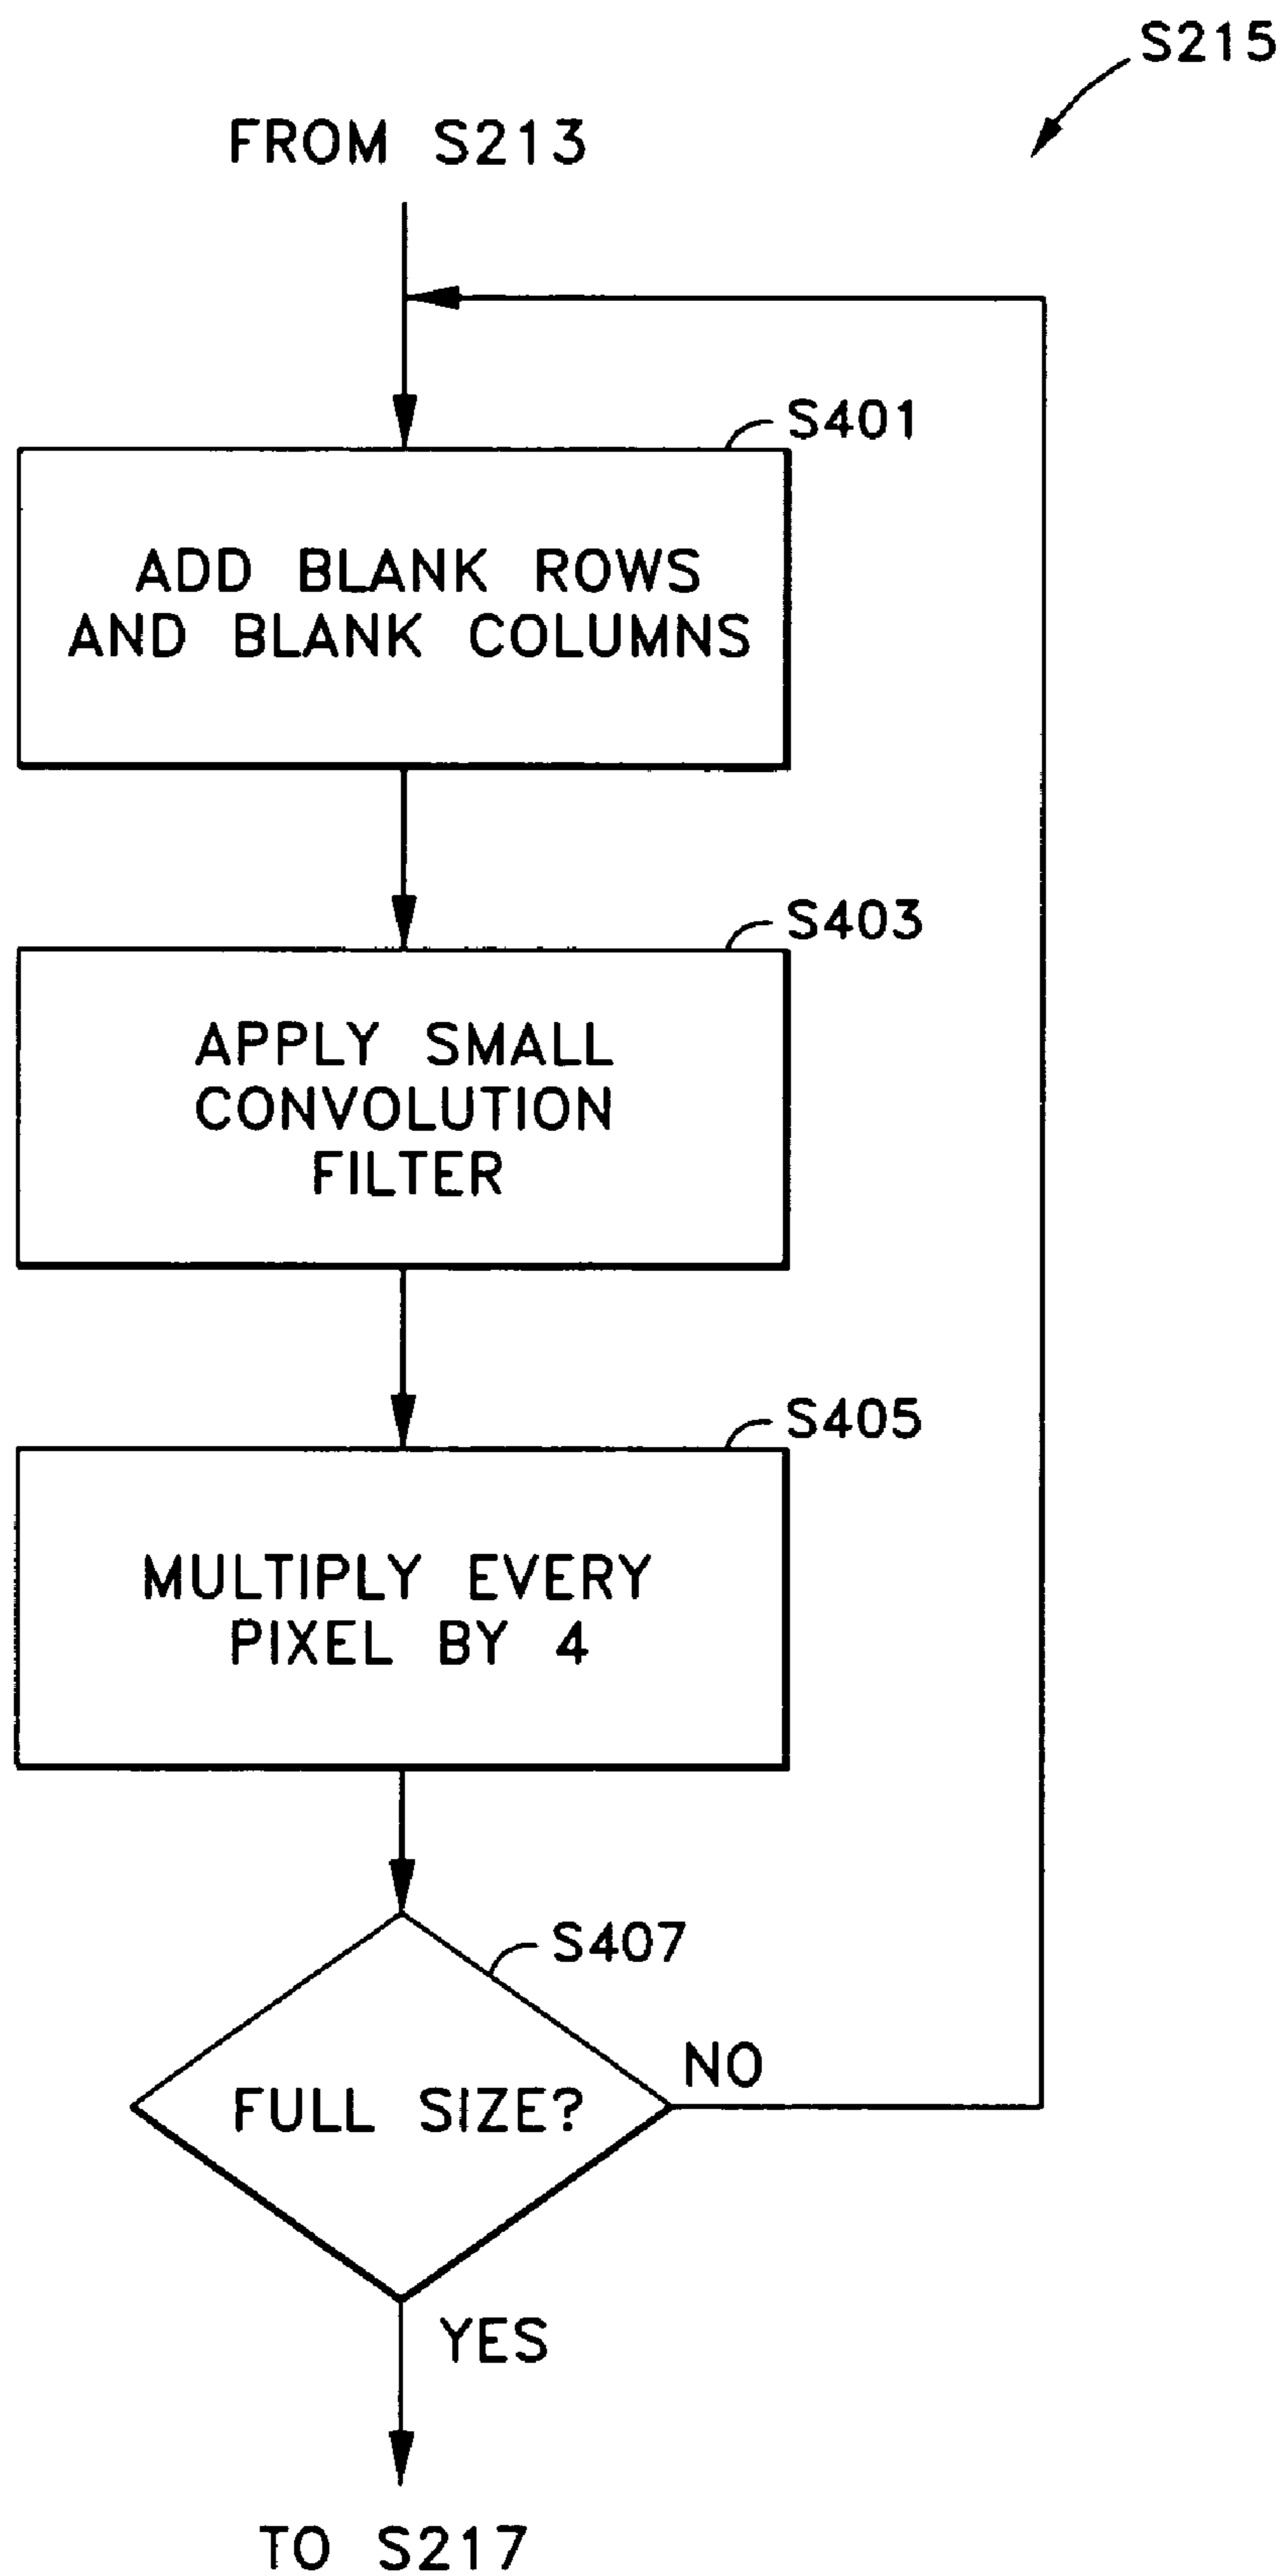 S215
FROM S213
S401
ADD BLANK ROWS
AND BLANK COLUMNS
S403
APPLY SMALL
CONVOLUTION
FILTER
S405
MULTIPLY EVERY
PIXEL BY 4
S407
FULL SIZE?
NO
YES
TO S217